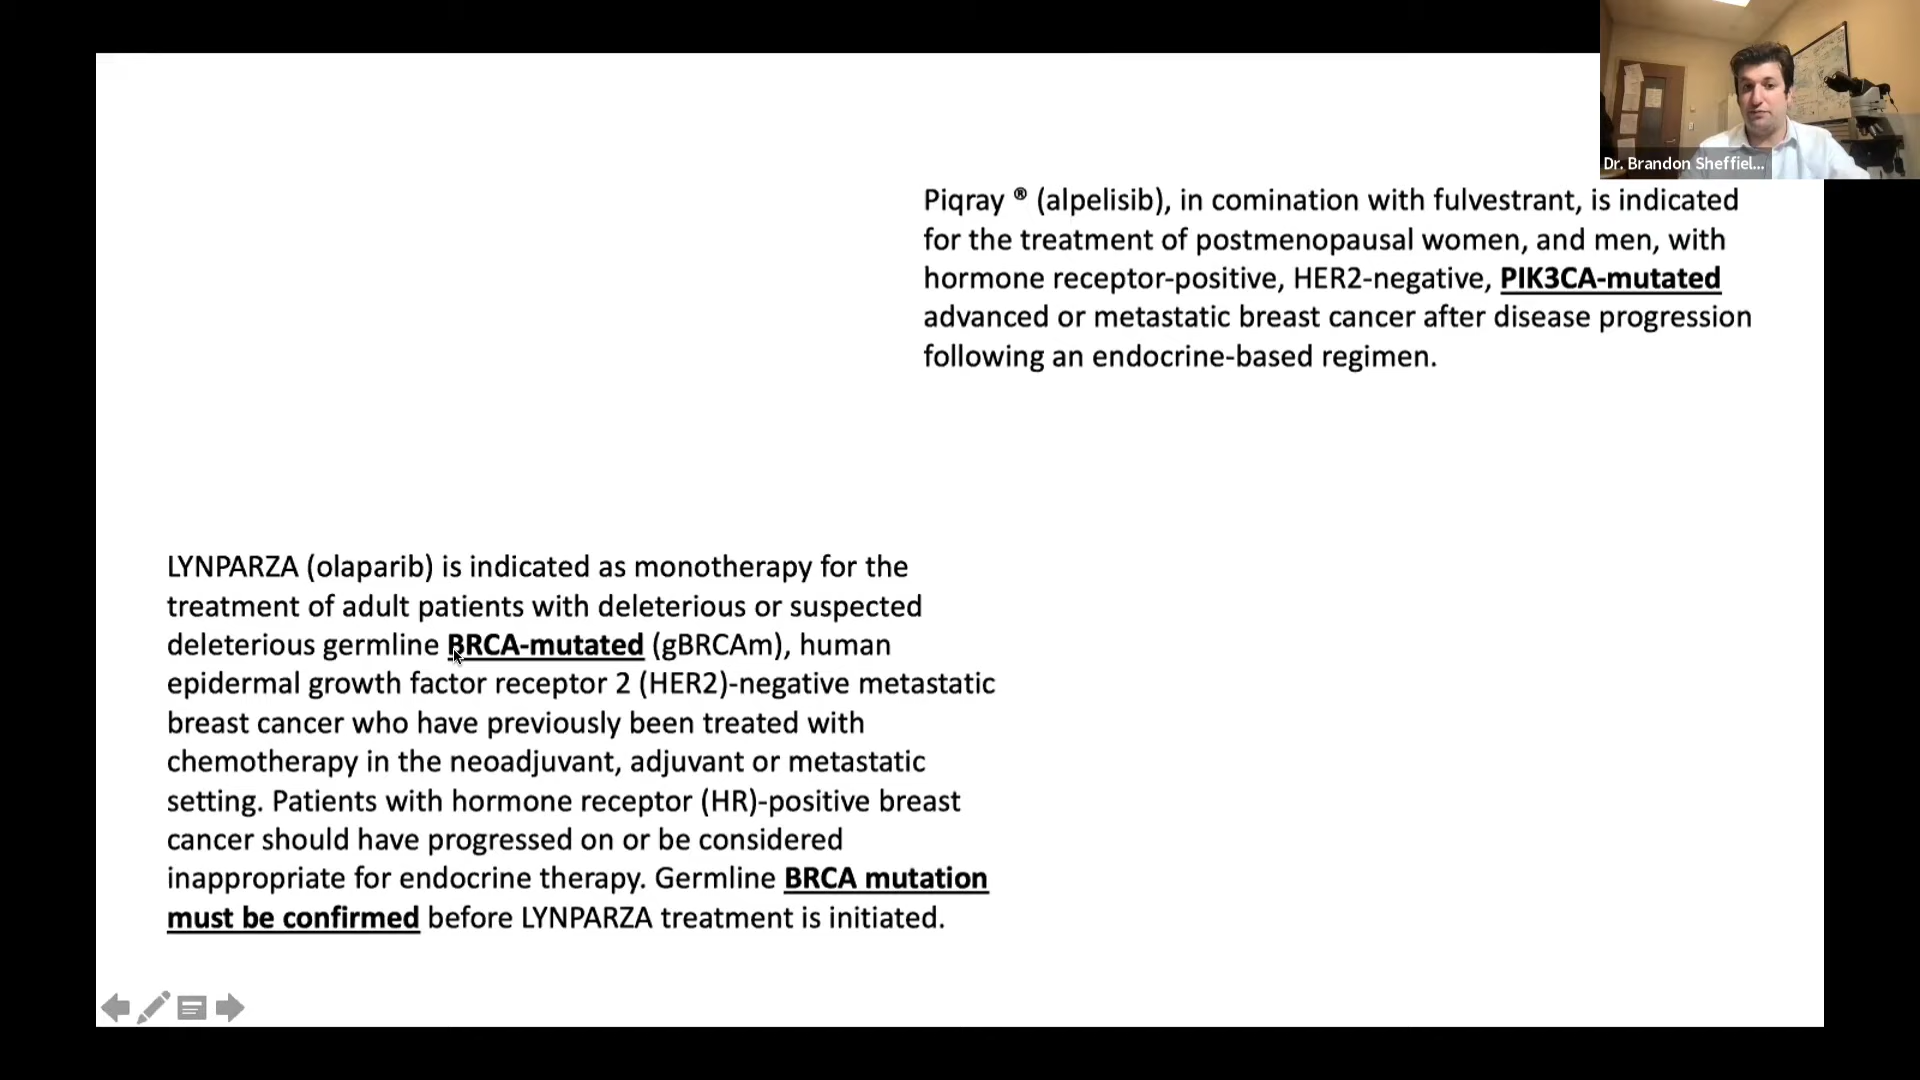 Dr. Brandon Sheffiel...
Piqray ® (alpelisib), in comination with fulvestrant, is indicated
for the treatment of postmenopausal women, and men, with
hormone receptor-positive, HER2-negative, PIK3CA-mutated
advanced or metastatic breast cancer after disease progression
following an endocrine-based regimen.
LYNPARZA (olaparib) is indicated as monotherapy for the
treatment of adult patients with deleterious or suspected
deleterious germline BRCA-mutated (gBRCAm), human
epidermal growth factor receptor 2 (HER2)-negative metastatic
breast cancer who have previously been treated with
chemotherapy in the neoadjuvant, adjuvant or metastatic
setting. Patients with hormone receptor (HR)-positive breast
cancer should have progressed on or be considered
inappropriate for endocrine therapy. Germline BRCA mutation
must be confirmed before LYNPARZA treatment is initiated.